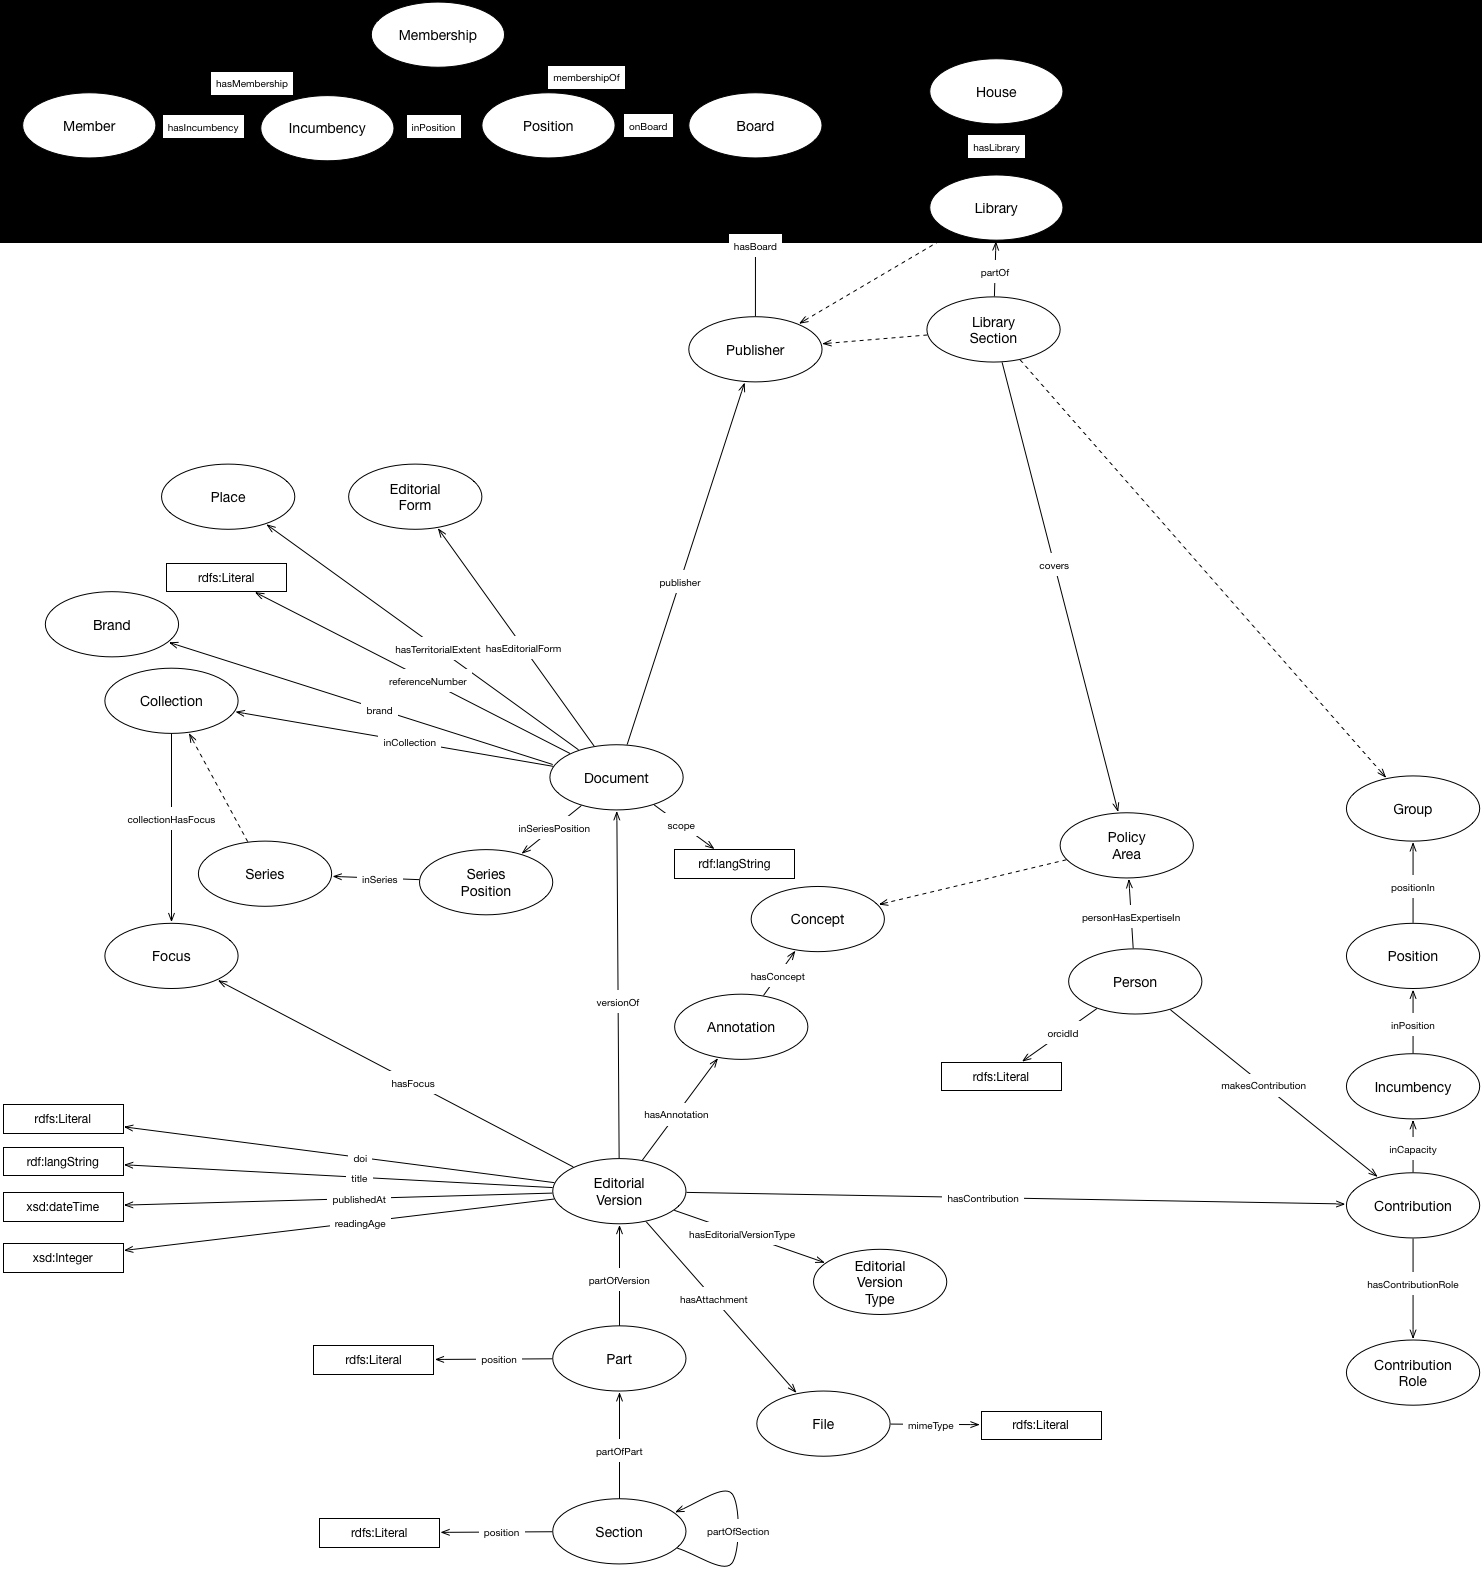 Membership
hasMembership
membershipOf
House
Member
hasIncumbency
Incumbency
inPosition
Position
onBoard
Board
hasLibrary
Library
hasBoard
partOf
Library
Section
Publisher
Place
Editorial
Form
covers
rdfs:Literal
publisher
Brand
hasTerritorialExtent
hasEditorialForm
referenceNumber
Collection
brand
inCollection
Document
Group
collectionHasFocus
inSeriesPosition
scope
Policy
Area
rdf:langString
Series
inSeries
Series
Position
positionIn
Concept
personHasExpertiseIn
Focus
Position
hasConcept
Person
versionOf
Annotation
inPosition
orcidId
rdfs:Literal
hasFocus
makesContribution
Incumbency
rdfs:Literal
hasAnnotation
inCapacity
rdf:langString
doi
title
Editorial
Version
publishedAt
hasContribution
xsd:dateTime
Contribution
readingAge
hasEditorialVersionType
xsd:Integer
Editorial
Version
Type
partOfVersion
hasContributionRole
hasAttachment
rdfs:Literal
position
Part
Contribution
Role
File
mimeType
rdfs:Literal
partOfPart
rdfs:Literal
position
Section
partOfSection